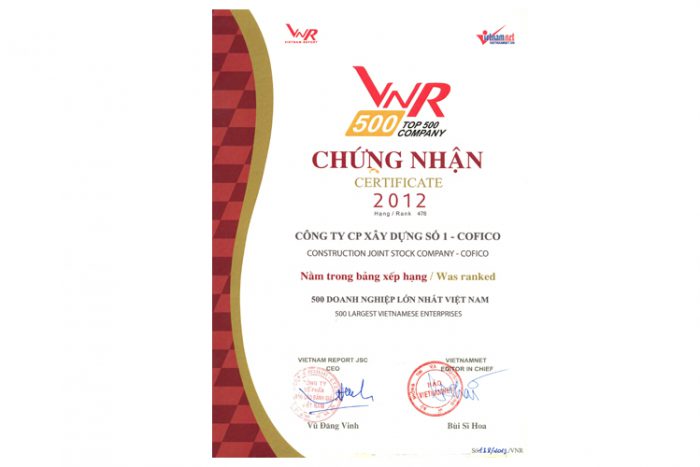 VNR
VIETNAM REPORT
vietnamnet
VIETNAMNET.VN
VNR
500 TOP 500
COMPANY
CHỨNG NHẬN
CERTIFICATE
2012
Hạng / Rank 478
CÔNG TY CP XÂY DỰNG SỐ 1 - COFICO
CONSTRUCTION JOINT STOCK COMPANY - COFICO
Nằm trong bảng xếp hạng / Was ranked
500 DOANH NGHIỆP LỚN NHẤT VIỆT NAM
500 LARGEST VIETNAMESE ENTERPRISES
VIETNAM REPORT JSC
CEO
VIETNAMNET
EDITOR IN CHIEF
CÔNG TY
CỔ PHẦN
BÁO
VIETNAMNET
Vũ Đăng Vinh
Bùi Sĩ Hoa
Số /VNR